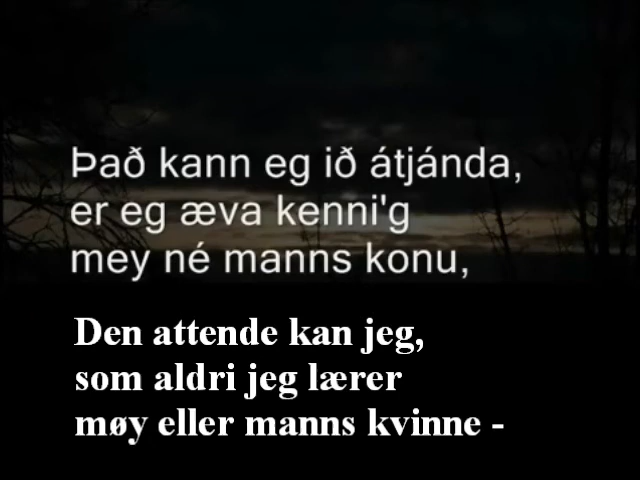 Það kann eg ið átjánda,
er eg æva kenni'g
mey né manns konu,
Den attende kan jeg,
som aldri jeg lærer
møy eller manns kvinne -